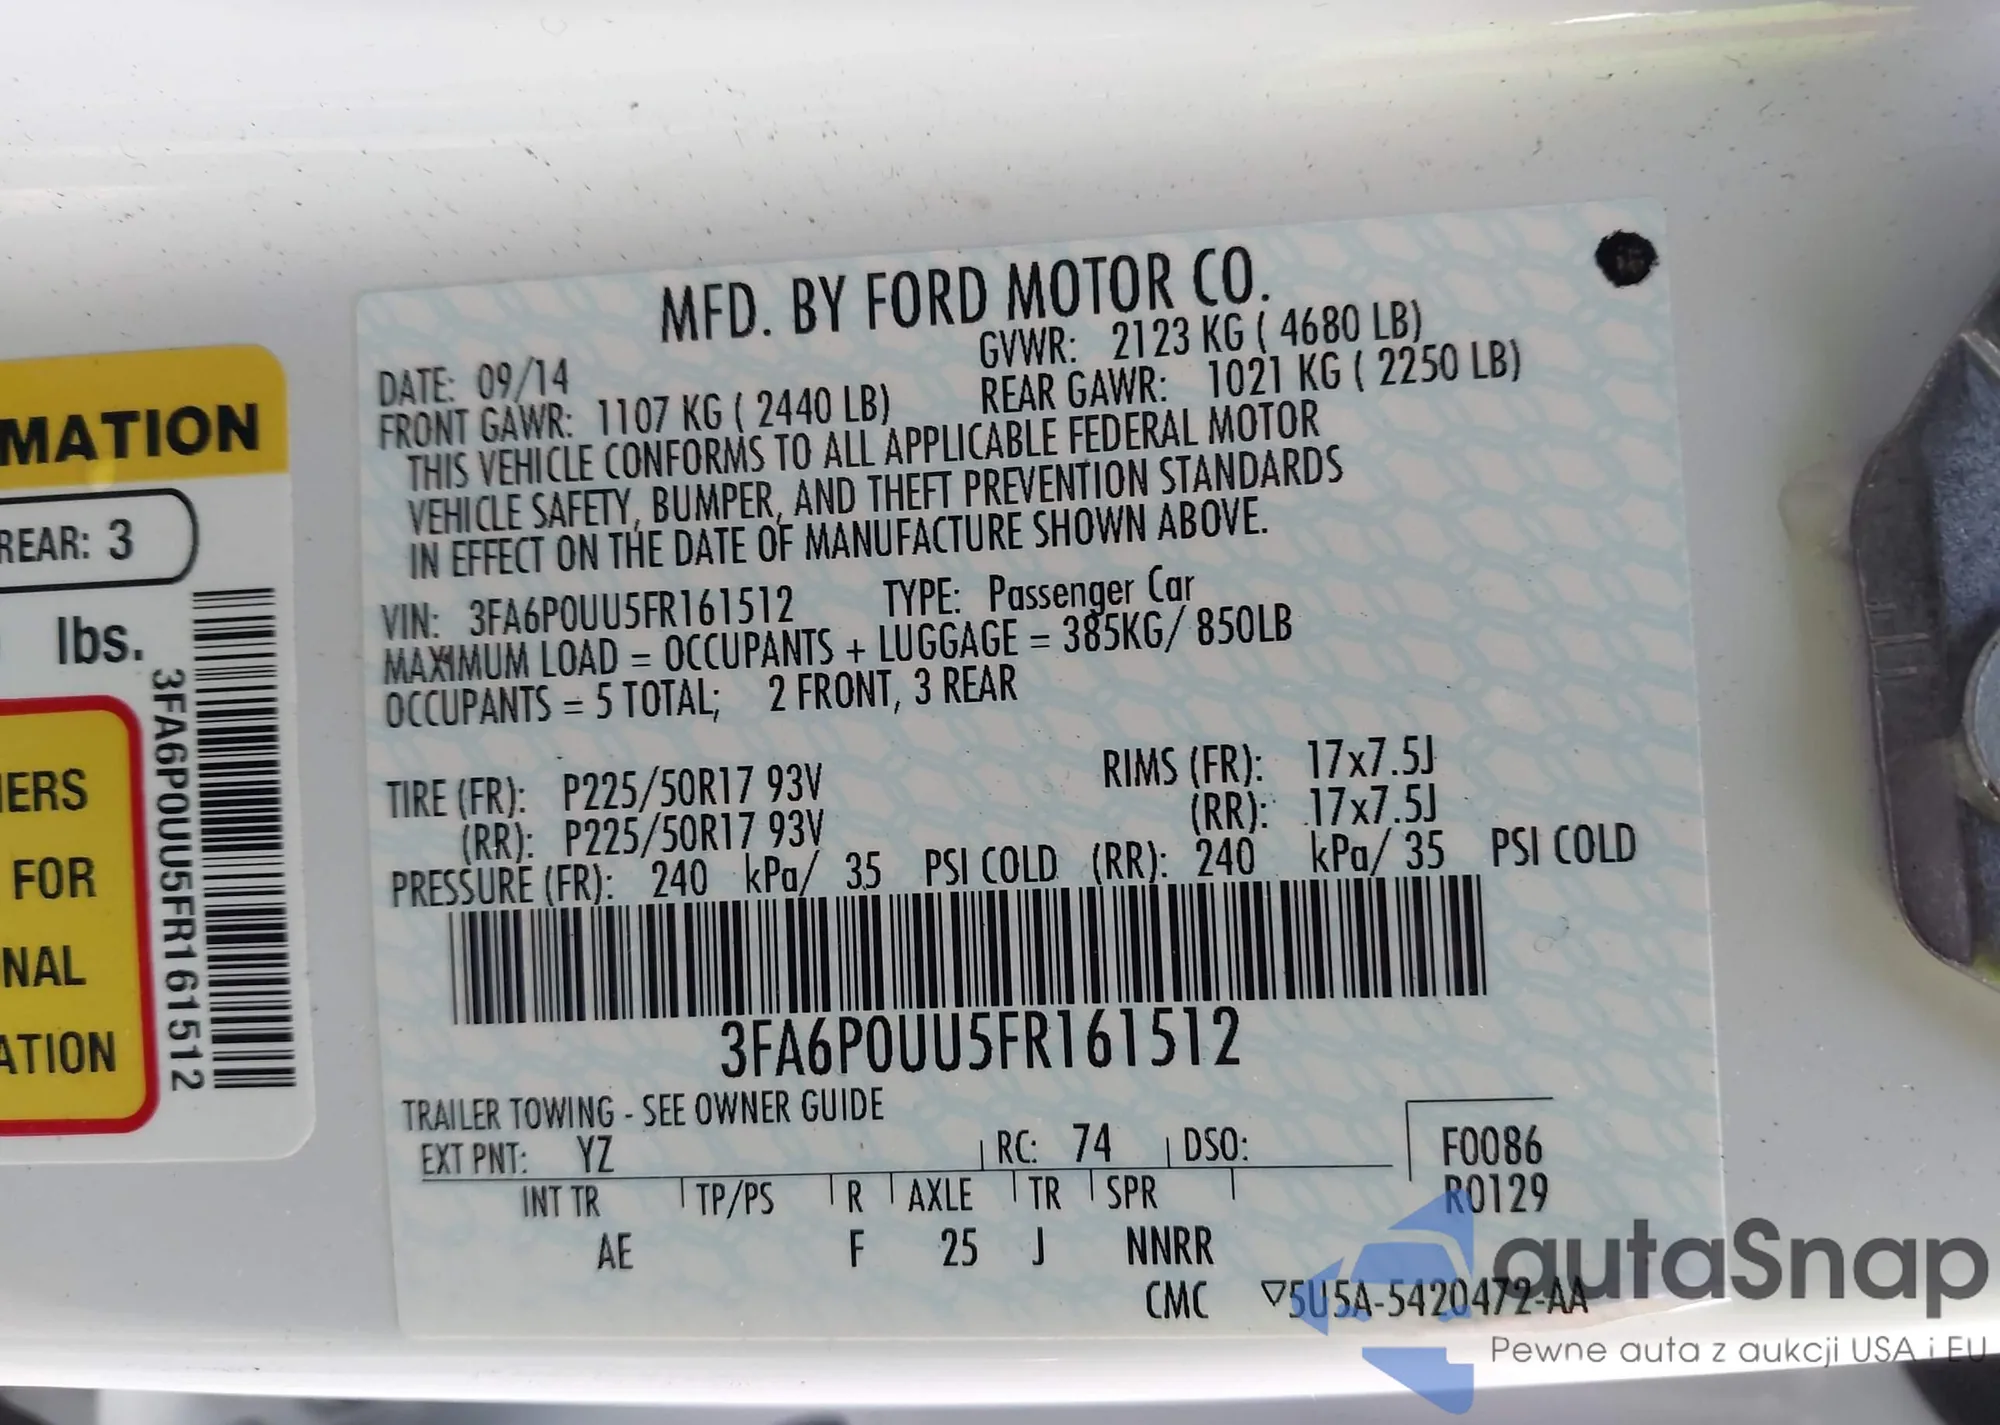 MATION
REAR: 3
lbs.
3FA6P0UU5FR161512
IERS
FOR
NAL
ATION
MFD. BY FORD MOTOR CO.
DATE: 09/14 GVWR: 2123 KG ( 4680 LB)
FRONT GAWR: 1107 KG ( 2440 LB) REAR GAWR: 1021 KG ( 2250 LB)
THIS VEHICLE CONFORMS TO ALL APPLICABLE FEDERAL MOTOR
VEHICLE SAFETY, BUMPER, AND THEFT PREVENTION STANDARDS
IN EFFECT ON THE DATE OF MANUFACTURE SHOWN ABOVE.
VIN: 3FA6P0UU5FR161512 TYPE: Passenger Car
MAXIMUM LOAD = OCCUPANTS + LUGGAGE = 385KG/ 850LB
OCCUPANTS = 5 TOTAL; 2 FRONT, 3 REAR
TIRE (FR): P225/50R17 93V RIMS (FR): 17x7.5J
(RR): P225/50R17 93V (RR): 17x7.5J
PRESSURE (FR): 240 kPa/ 35 PSI COLD (RR): 240 kPa/ 35 PSI COLD
3FA6P0UU5FR161512
TRAILER TOWING - SEE OWNER GUIDE
EXT PNT: YZ RC: 74 DSO: F0086
R0129
INT TR TP/PS R AXLE TR SPR
AE F 25 J NNRR
CMC ▽5U5A-5420472-AA
autaSnap
Pewne auta z aukcji USA i EU